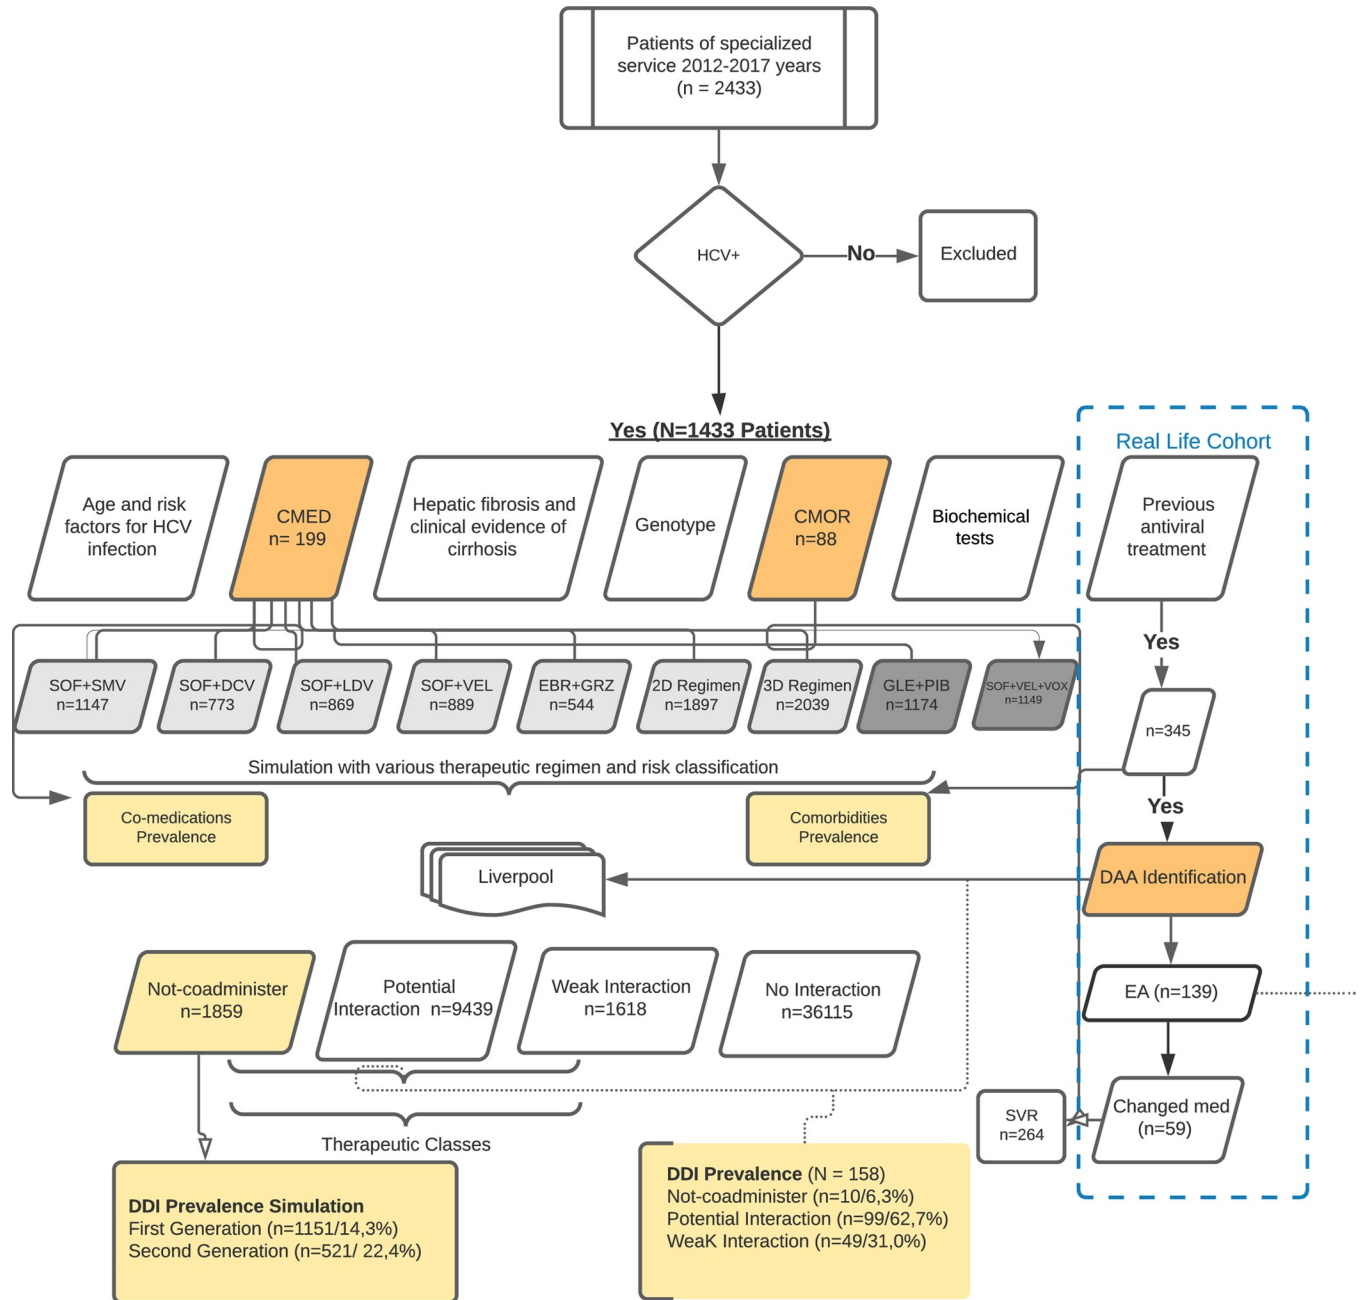 Patients of specialized
service 2012-2017 years
(n = 2433)
HCV+
No
Excluded
Yes (N=1433 Patients)
Real Life Cohort
Age and risk
factors for HCV
infection
CMED
n= 199
Hepatic fibrosis and
clinical evidence of
cirrhosis
Genotype
CMOR
n=88
Biochemical
tests
Previous
antiviral
treatment
Yes
SOF+SMV
n=1147
SOF+DCV
n=773
SOF+LDV
n=869
SOF+VEL
n=889
EBR+GRZ
n=544
2D Regimen
n=1897
3D Regimen
n=2039
GLE+PIB
n=1174
SOF+VEL+VOX
n=1149
n=345
Simulation with various therapeutic regimen and risk classification
Yes
Co-medications
Prevalence
Comorbidities
Prevalence
Liverpool
DAA Identification
Not-coadminister
n=1859
Potential
Interaction n=9439
Weak Interaction
n=1618
No Interaction
n=36115
EA (n=139)
Changed med
(n=59)
SVR
n=264
Therapeutic Classes
DDI Prevalence Simulation
First Generation (n=1151/14,3%)
Second Generation (n=521/ 22,4%)
DDI Prevalence (N = 158)
Not-coadminister (n=10/6,3%)
Potential Interaction (n=99/62,7%)
WeaK Interaction (n=49/31,0%)